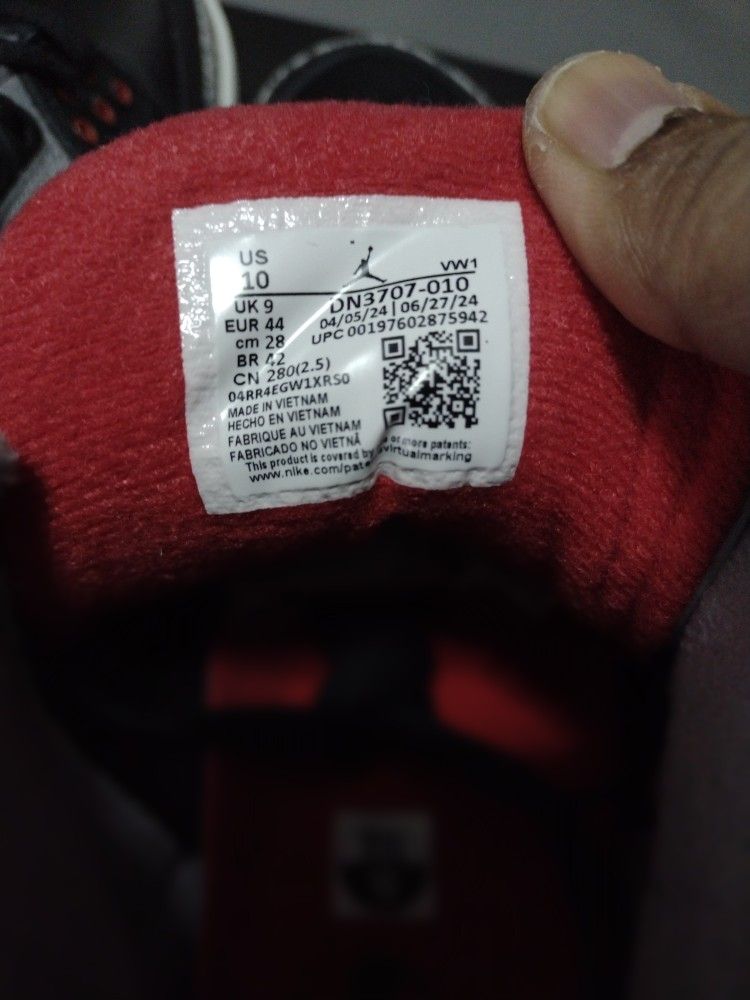 US
10
VW1
UK 9
DN3707-010
EUR 44
04/05/24 | 06/27/24
cm 28
UPC 00197602875942
BR 42
CN 280(2.5)
04RR4EGW1XRS0
MADE IN VIETNAM
HECHO EN VIETNAM
FABRIQUE AU VIETNAM
FABRICADO NO VIETNÃ
This product is covered by or more patents:
www.nike.com/pate virtualmarking